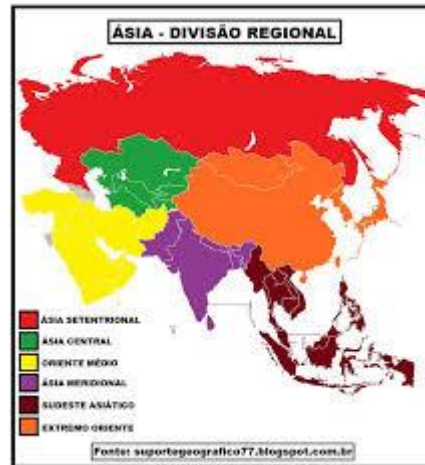 ÁSIA - DIVISÃO REGIONAL
ÁSIA SETENTRIONAL
ÁSIA CENTRAL
ORIENTE MÉDIO
ÁSIA MERIDIONAL
SUDESTE ASIÁTICO
EXTREMO ORIENTE
Fonte: suportegeografico77.blogspot.com.br